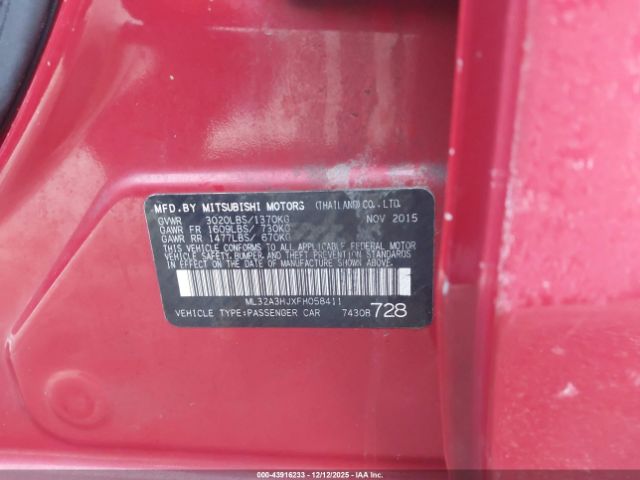 MFD.BY MITSUBISHI MOTORS (THAILAND) CO.,LTD.
GVWR 3020LBS/1370KG NOV 2015
GAWR FR 1609LBS/ 730KG
GAWR RR 1477LBS/ 670KG
THIS VEHICLE CONFORMS TO ALL APPLICABLE FEDERAL MOTOR
VEHICLE SAFETY, BUMPER, AND THEFT PREVENTION STANDARDS
IN EFFECT ON THE DATE OF MANUFACTURE SHOWN ABOVE.
ML32A3HJXFH058411
VEHICLE TYPE:PASSENGER CAR 7430B 728
000-43916233 - 12/12/2025 - IAAI.com